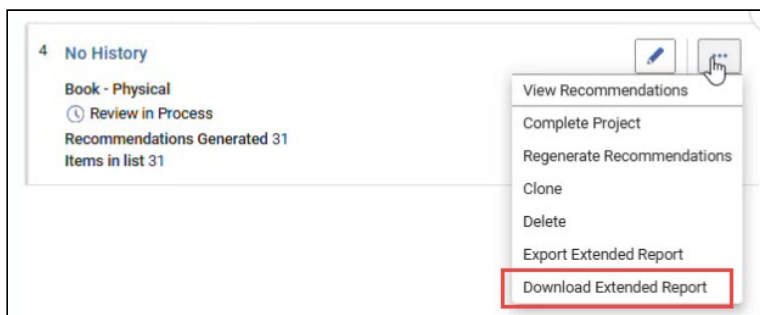 4 No History
Book - Physical
Review in Process
Recommendations Generated 31
Items in list 31
View Recommendations
Complete Project
Regenerate Recommendations
Clone
Delete
Export Extended Report
Download Extended Report